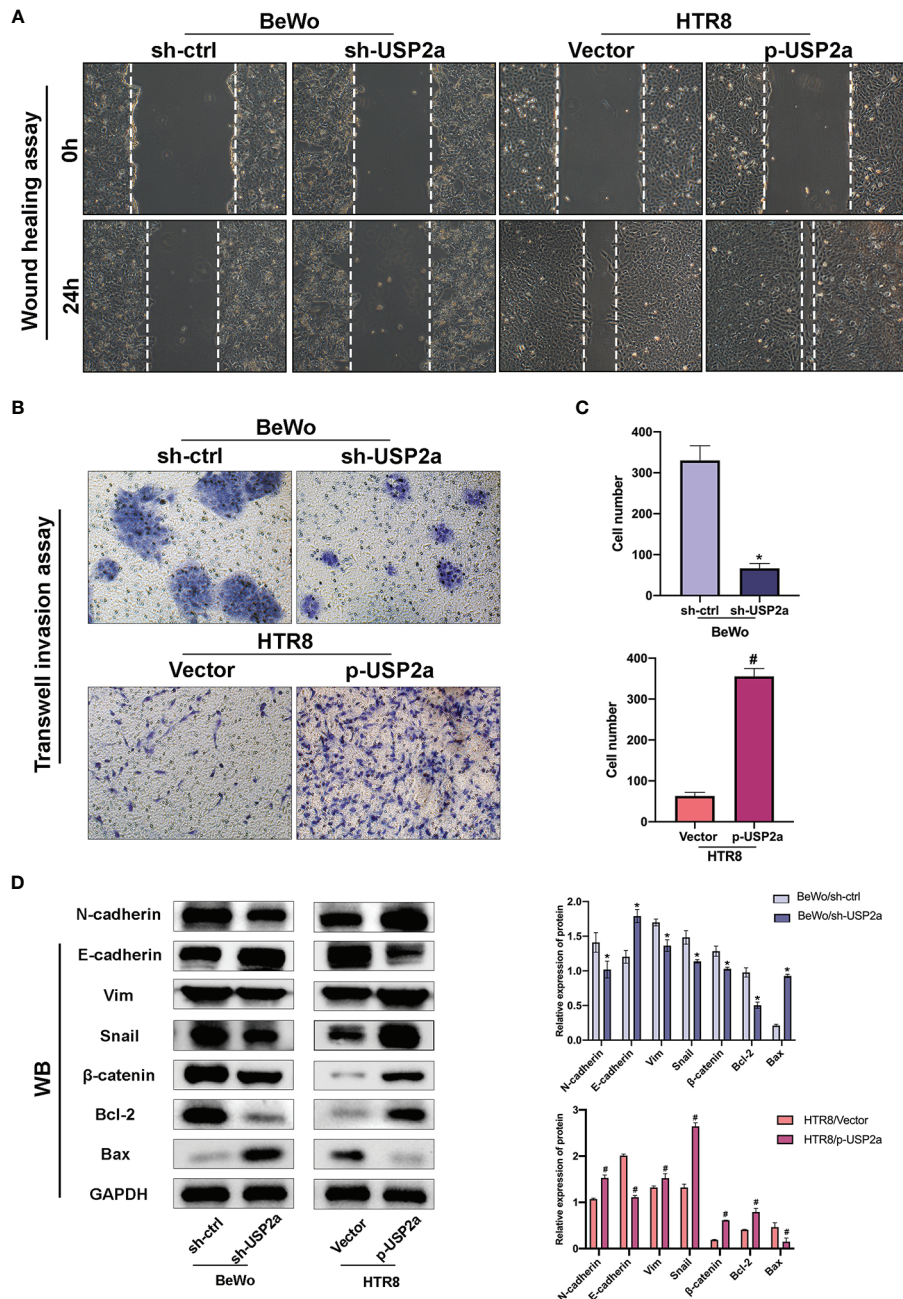 A
BeWo
HTR8
sh-ctrl
sh-USP2a
Vector
p-USP2a
Wound healing assay
0h
24h
B
BeWo
sh-ctrl
sh-USP2a
Transwell invasion assay
HTR8
Vector
p-USP2a
C
Cell number
400
300
200
100
0
*
sh-ctrl
sh-USP2a
BeWo
Cell number
400
300
200
100
0
#
Vector
p-USP2a
HTR8
D
WB
N-cadherin
E-cadherin
Vim
Snail
β-catenin
Bcl-2
Bax
GAPDH
sh-ctrl
sh-USP2a
BeWo
Vector
p-USP2a
HTR8
Relative expression of protein
2.0
1.5
1.0
0.5
0.0
BeWo/sh-ctrl
BeWo/sh-USP2a
* * * * * * *
N-cadherin
E-cadherin
Vim
Snail
β-catenin
Bcl-2
Bax
Relative expression of protein
3
2
1
0
HTR8/Vector
HTR8/p-USP2a
# # # # # # #
N-cadherin
E-cadherin
Vim
Snail
β-catenin
Bcl-2
Bax